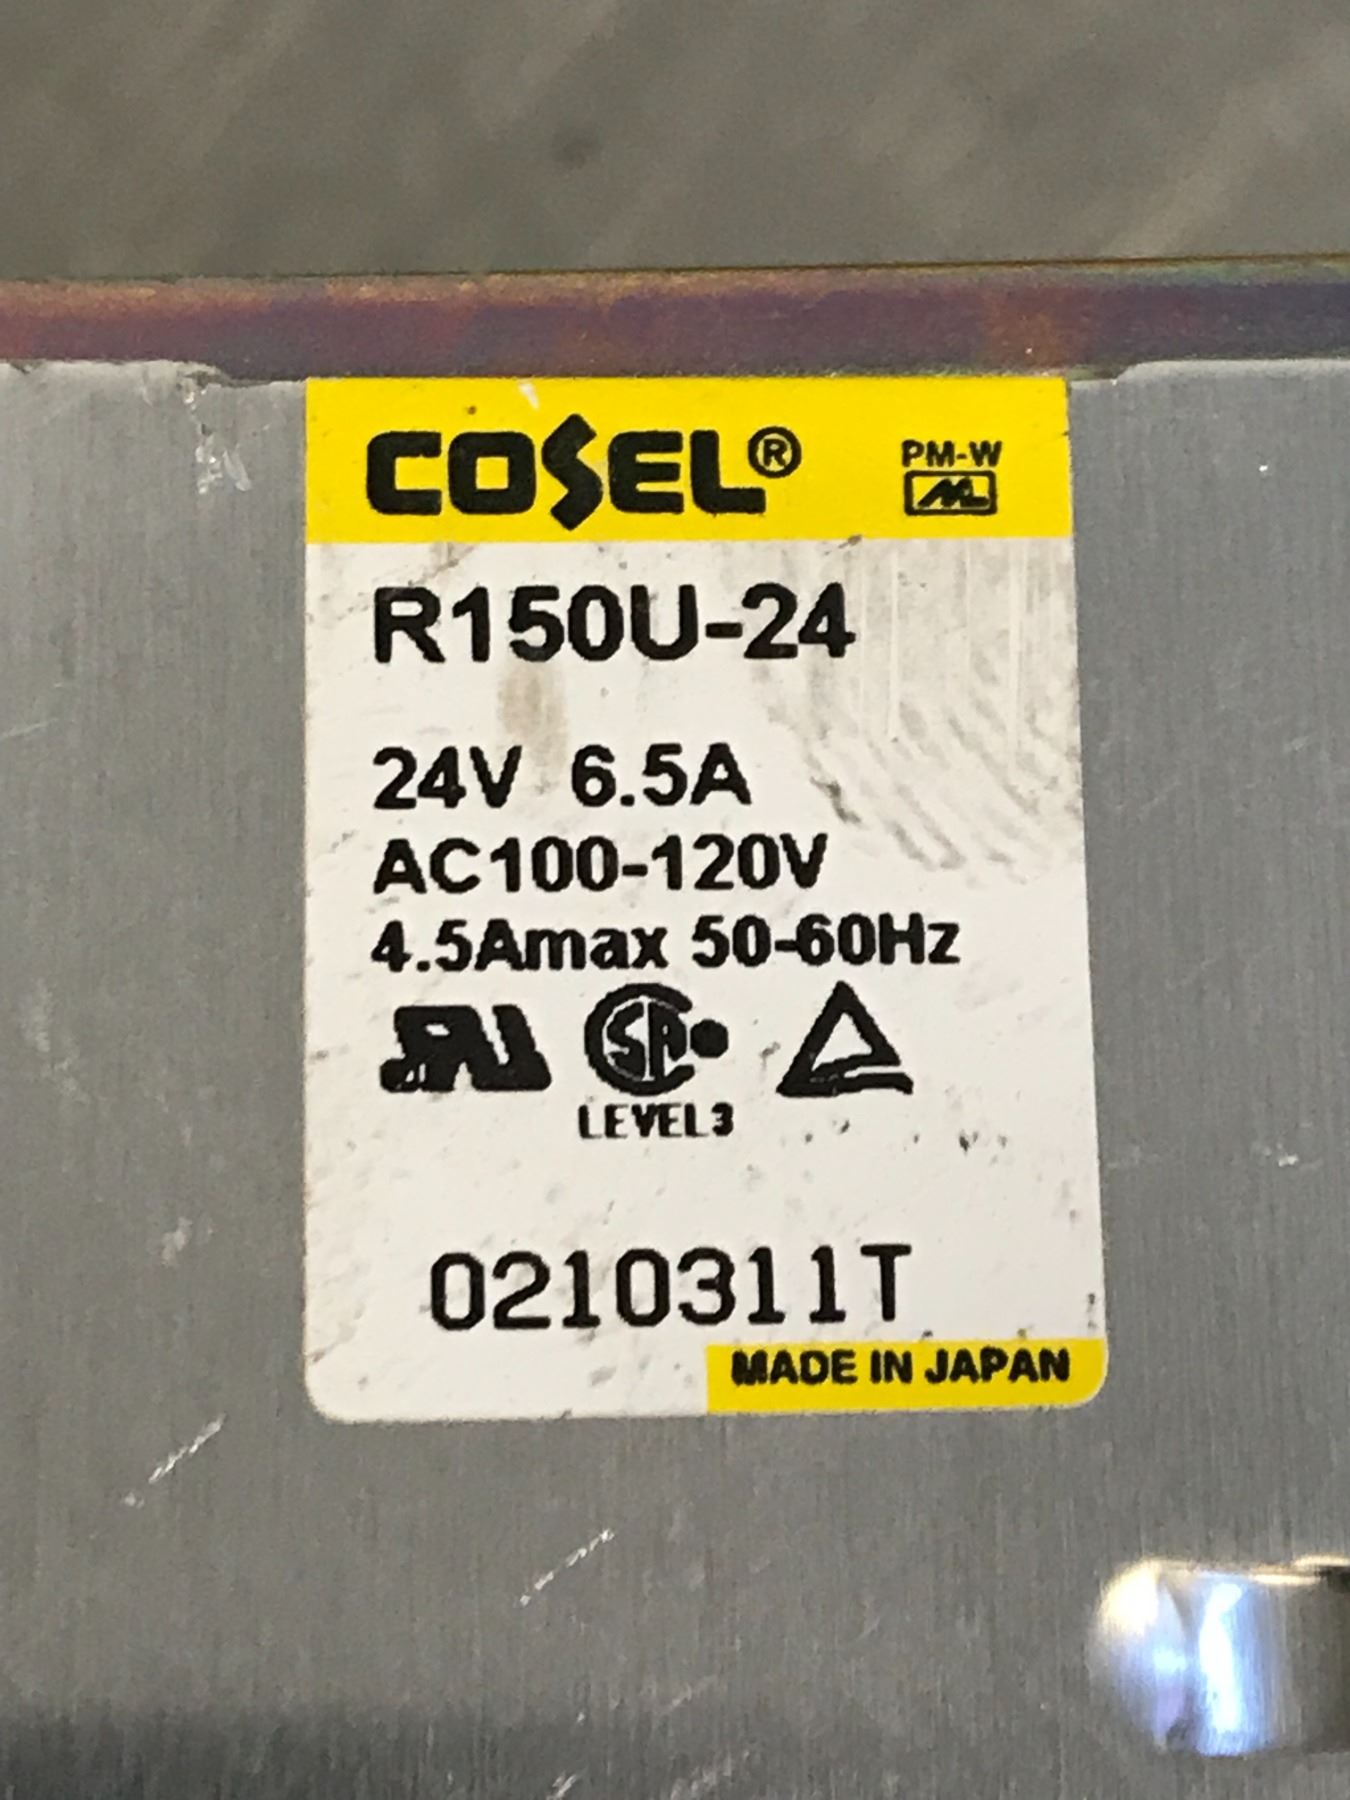 COSEL® PM-W
R150U-24
24V 6.5A
AC100-120V
4.5Amax 50-60Hz
LEVEL3
0210311T
MADE IN JAPAN